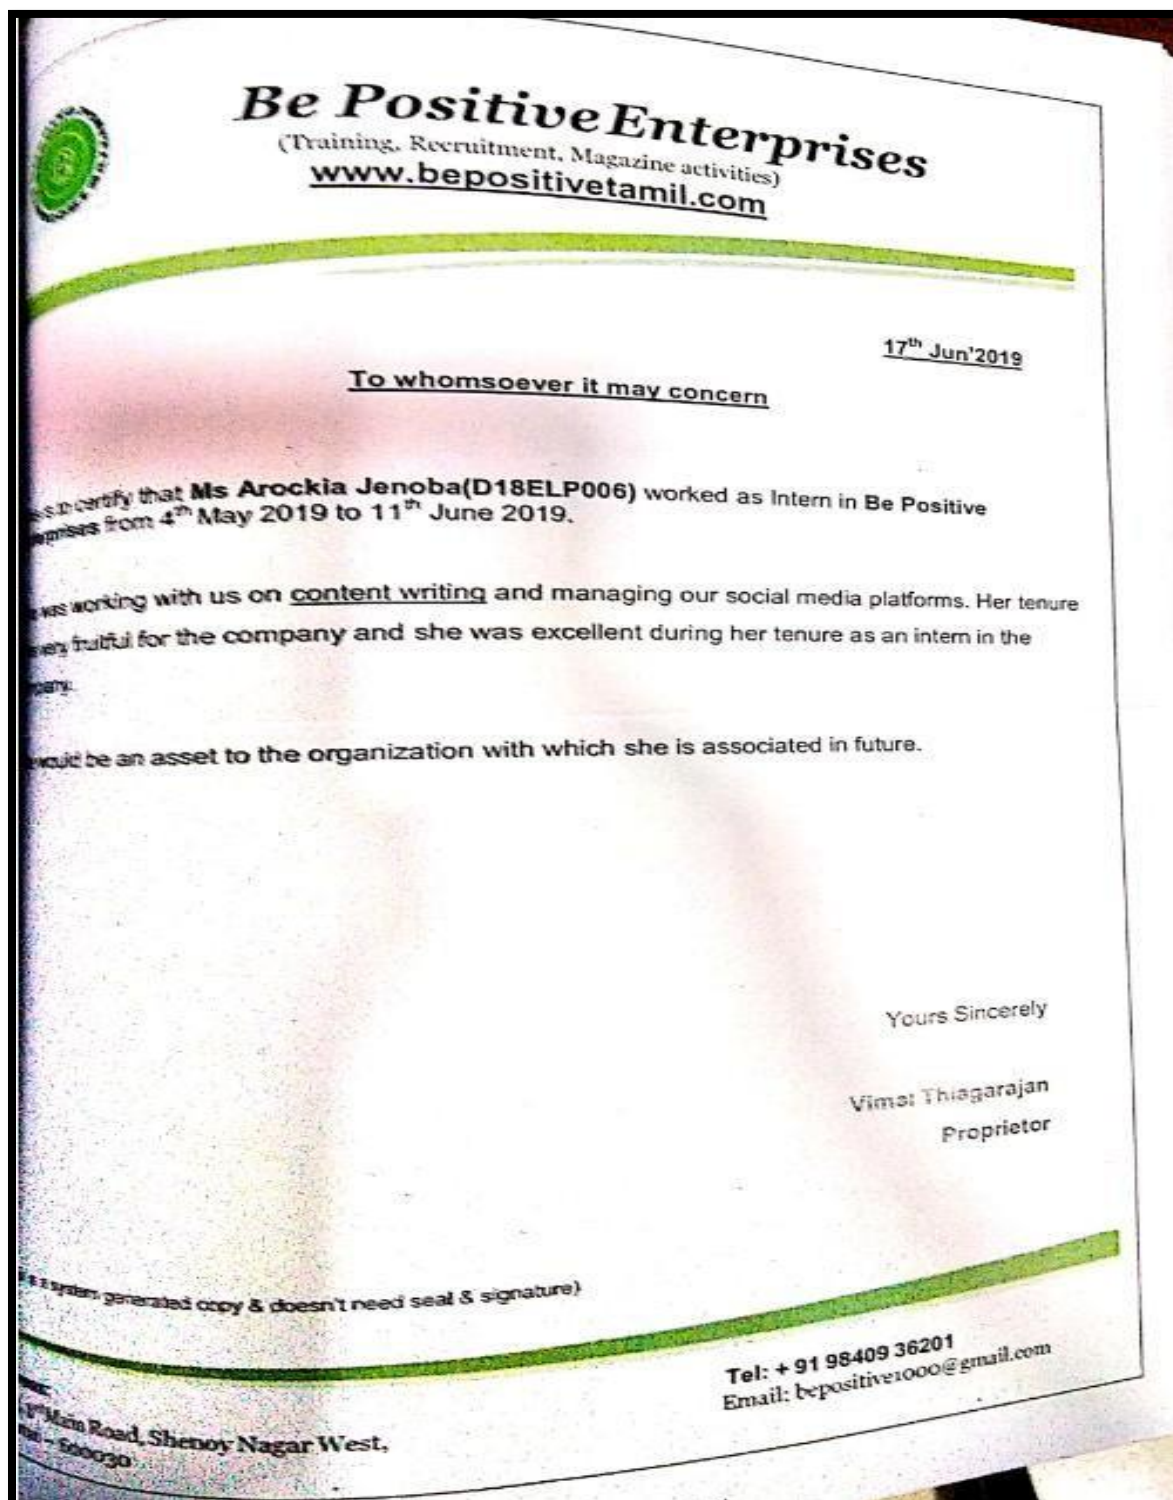 Be Positive Enterprises
(Training, Recruitment, Magazine activities)
www.bepositivetamil.com
17th Jun'2019
To whomsoever it may concern
certify that Ms Arockia Jenoba(D18ELP006) worked as Intern in Be Positive
from 4th May 2019 to 11th June 2019.
was working with us on content writing and managing our social media platforms. Her tenure
very fruitful for the company and she was excellent during her tenure as an intern in the
would be an asset to the organization with which she is associated in future.
Yours Sincerely
Vimal Thiagarajan
Proprietor
system generated copy & doesn't need seal & signature)
Tel: + 91 98409 36201
Email: bepositive1000@gmail.com
Main Road, Shenoy Nagar West,
- 600030